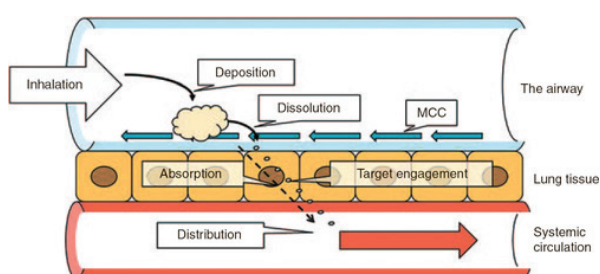 Inhalation
Deposition
Dissolution
MCC
The airway
Absorption
Target engagement
Lung tissue
Distribution
Systemic
circulation